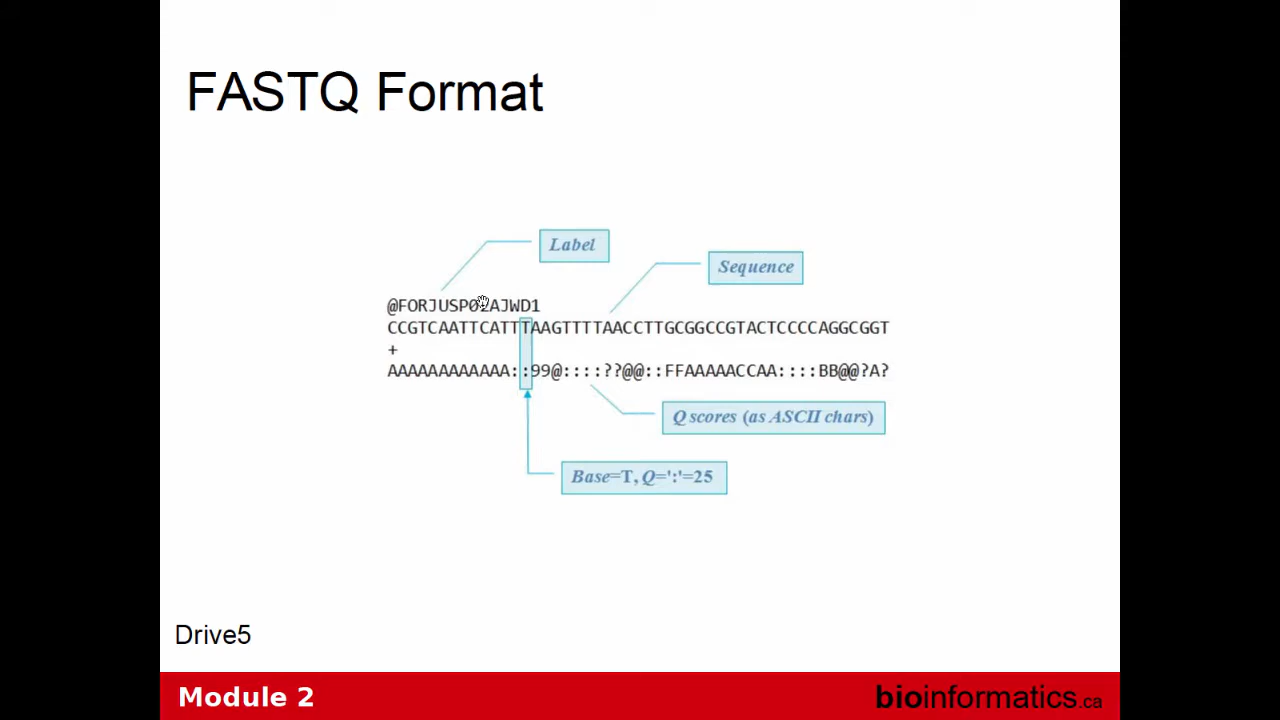 FASTQ Format
Label
Sequence
@FORJUSP02AJWD1
CCGTCAATTCATTTAAGTTTTAACCTTGCGGCCGTACTCCCCAGGCGGT
+
AAAAAAAAAAAA::99@::::??@@::FFAAAAACCAA::::BB@@?A?
Q scores (as ASCII chars)
Base=T, Q=':'=25
Drive5
Module 2
bioinformatics.ca